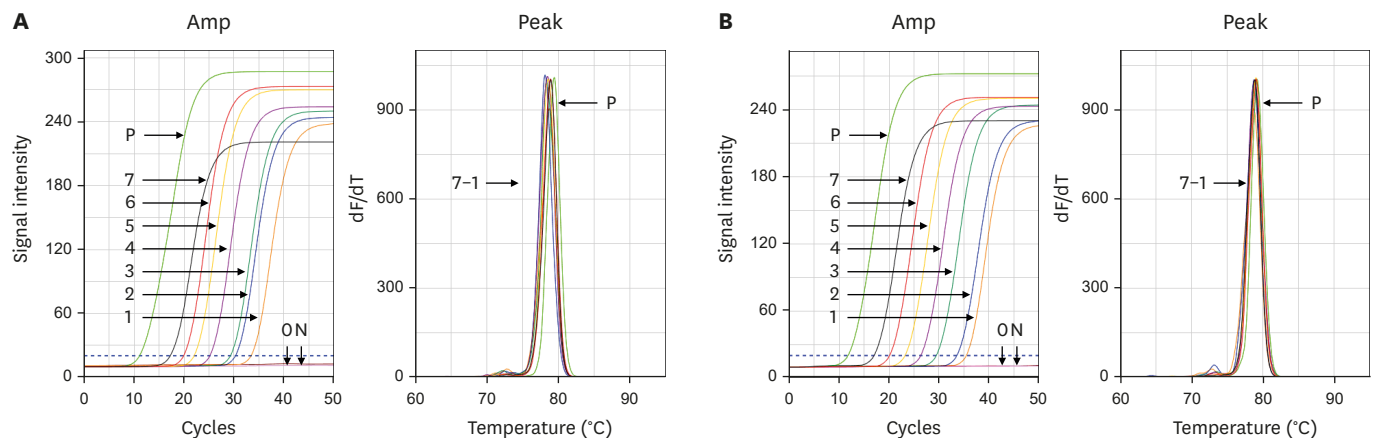 A
Amp
Peak
B
Amp
Peak
300
240
180
120
60
0
Signal intensity
P
7
6
5
4
3
2
1
0 N
0
10
20
30
40
50
Cycles
900
600
300
0
dF/dT
P
7–1
60
70
80
90
Temperature (°C)
240
180
120
60
0
Signal intensity
P
7
6
5
4
3
2
1
0 N
0
10
20
30
40
50
Cycles
900
600
300
0
dF/dT
P
7–1
60
70
80
90
Temperature (°C)